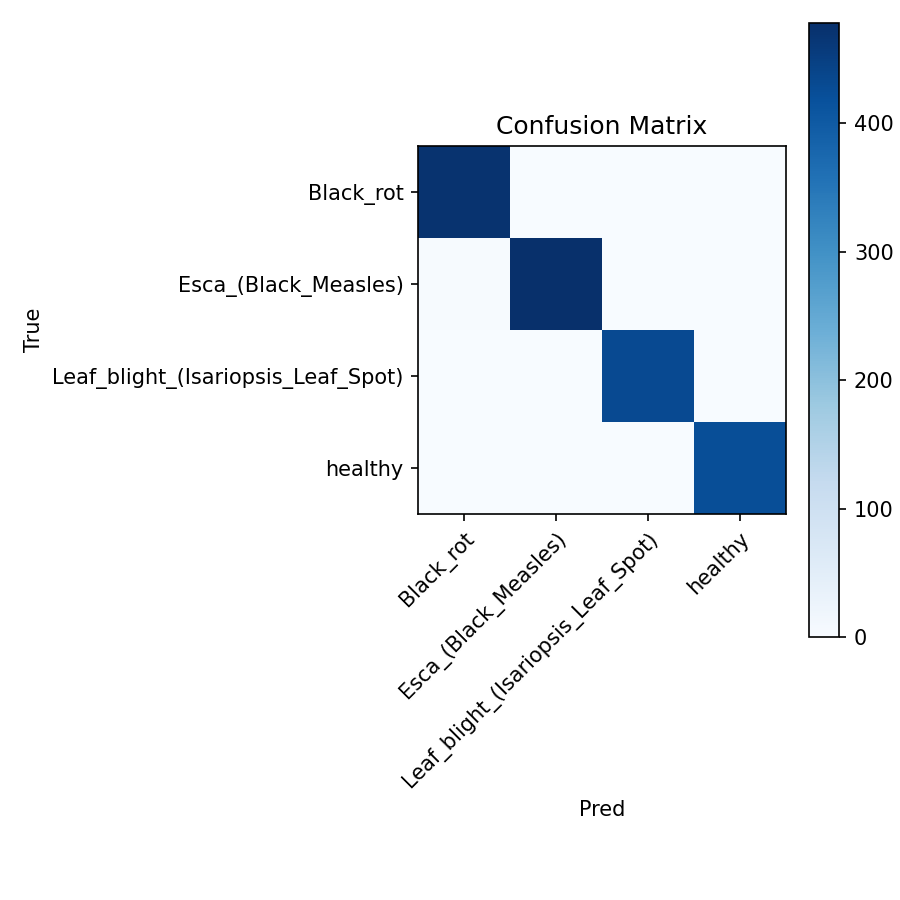 Confusion Matrix
True
Black_rot
Esca_(Black_Measles)
Leaf_blight_(Isariopsis_Leaf_Spot)
healthy
Black_rot
Esca_(Black_Measles)
Leaf_blight_(Isariopsis_Leaf_Spot)
healthy
Pred
400
300
200
100
0